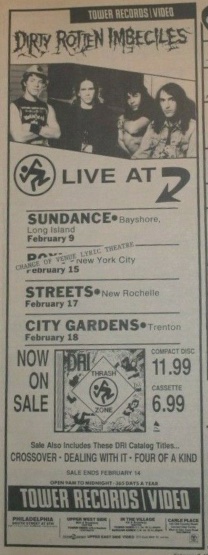 TOWER RECORDS | VIDEO
DIRTY ROTTEN IMBECILES
LIVE AT
SUNDANCE • Bayshore,
Long Island
February 9
CHANGE OF VENUE LYRIC THEATRE
New York City
February 15
STREETS • New Rochelle
February 17
CITY GARDENS • Trenton
February 18
NOW
ON
SALE
DRI
THRASH
ZONE
COMPACT DISC
11.99
CASSETTE
6.99
Sale Also Includes These DRI Catalog Titles...
CROSSOVER - DEALING WITH IT - FOUR OF A KIND
SALE ENDS FEBRUARY 14
OPEN 9AM TO MIDNIGHT • 365 DAYS A YEAR
TOWER RECORDS | VIDEO
PHILADELPHIA
UPPER WEST SIDE
IN THE VILLAGE
CARLE PLACE
UPPER EAST SIDE VIDEO